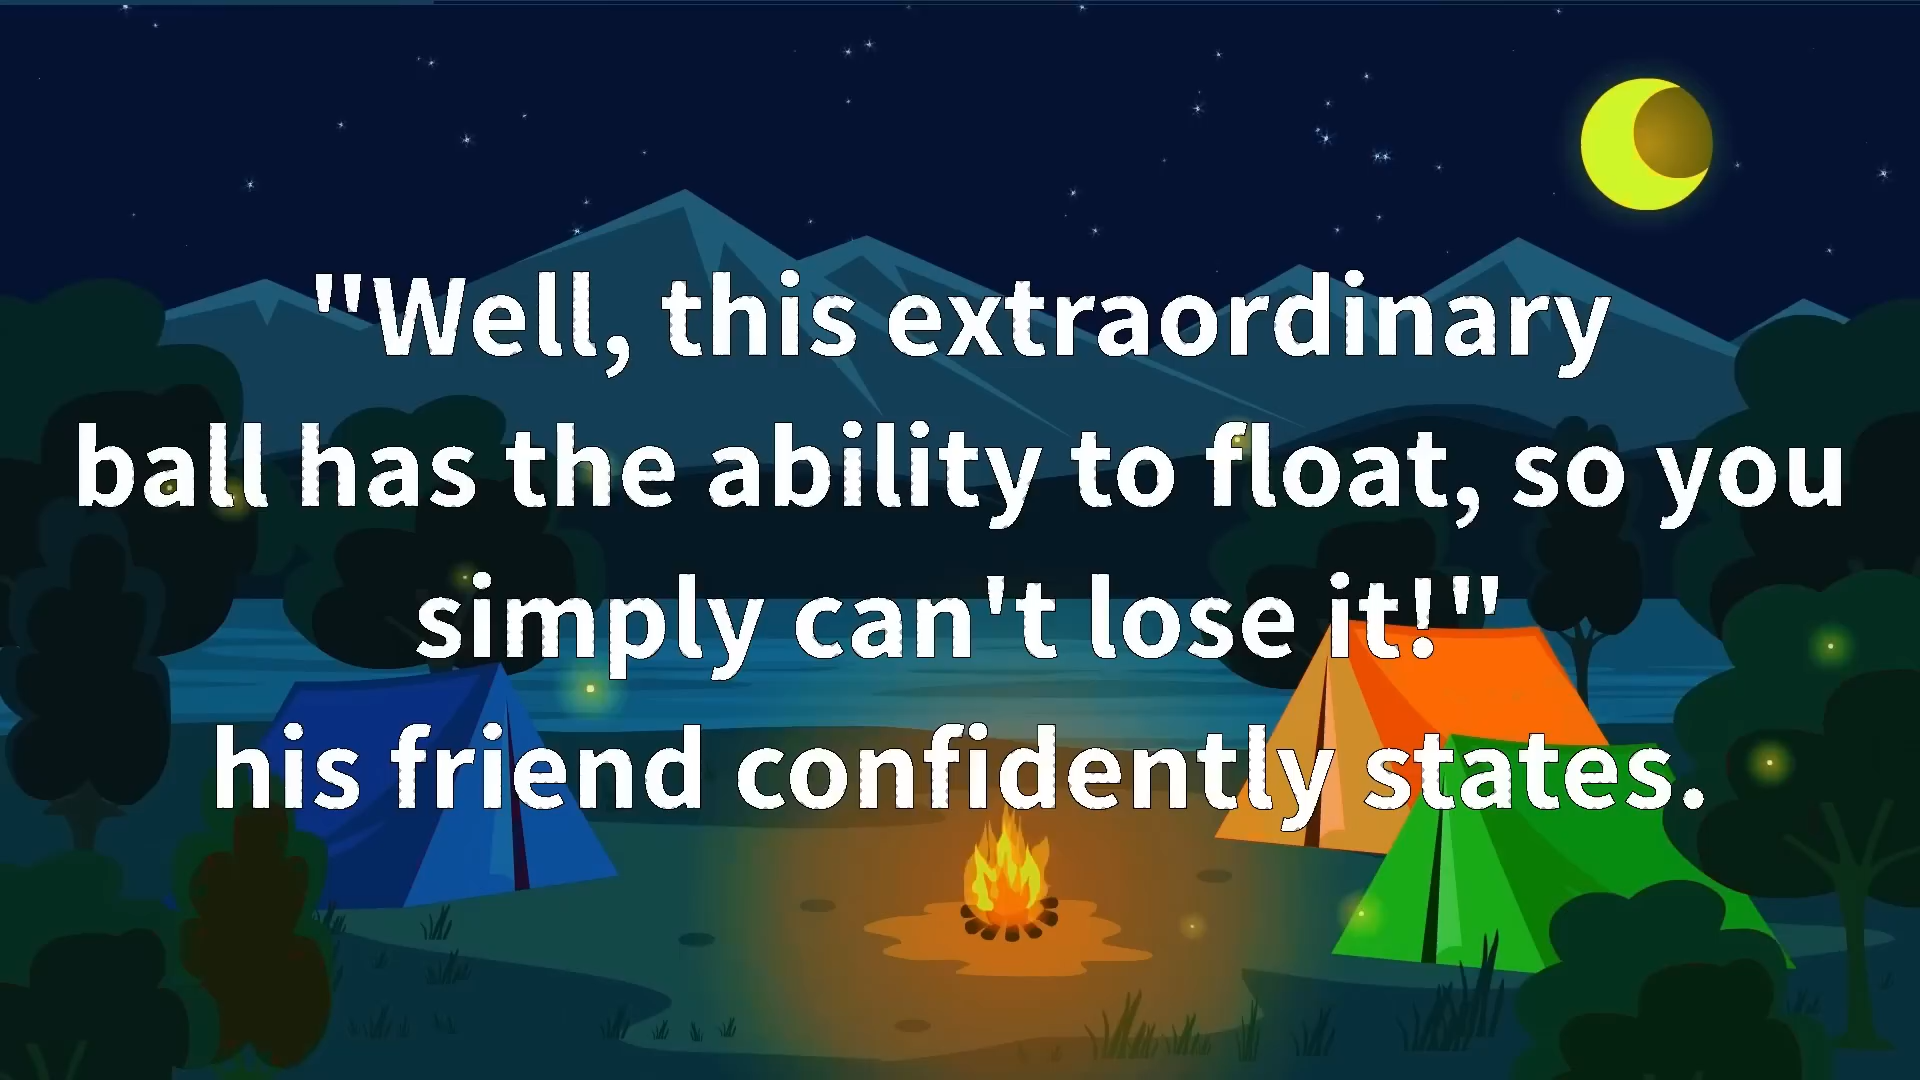 "Well, this extraordinary
ball has the ability to float, so you
simply can't lose it!"
his friend confidently states.